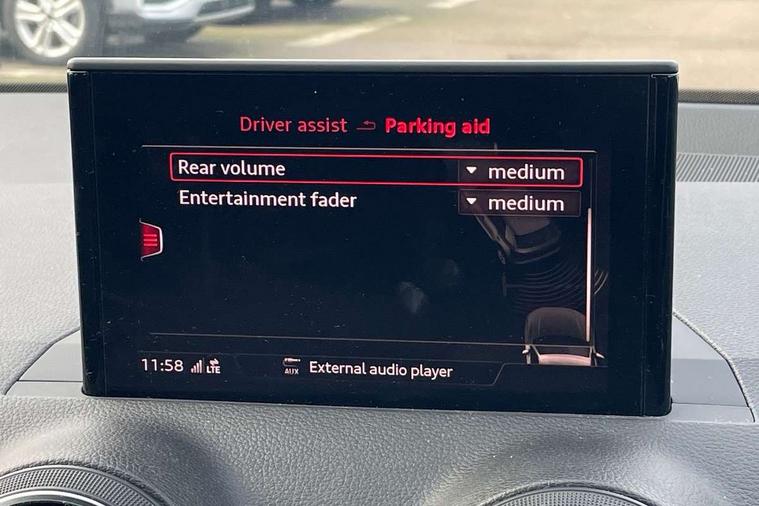 Driver assist Parking aid
Rear volume medium
Entertainment fader medium
11:58 LTE AUX External audio player